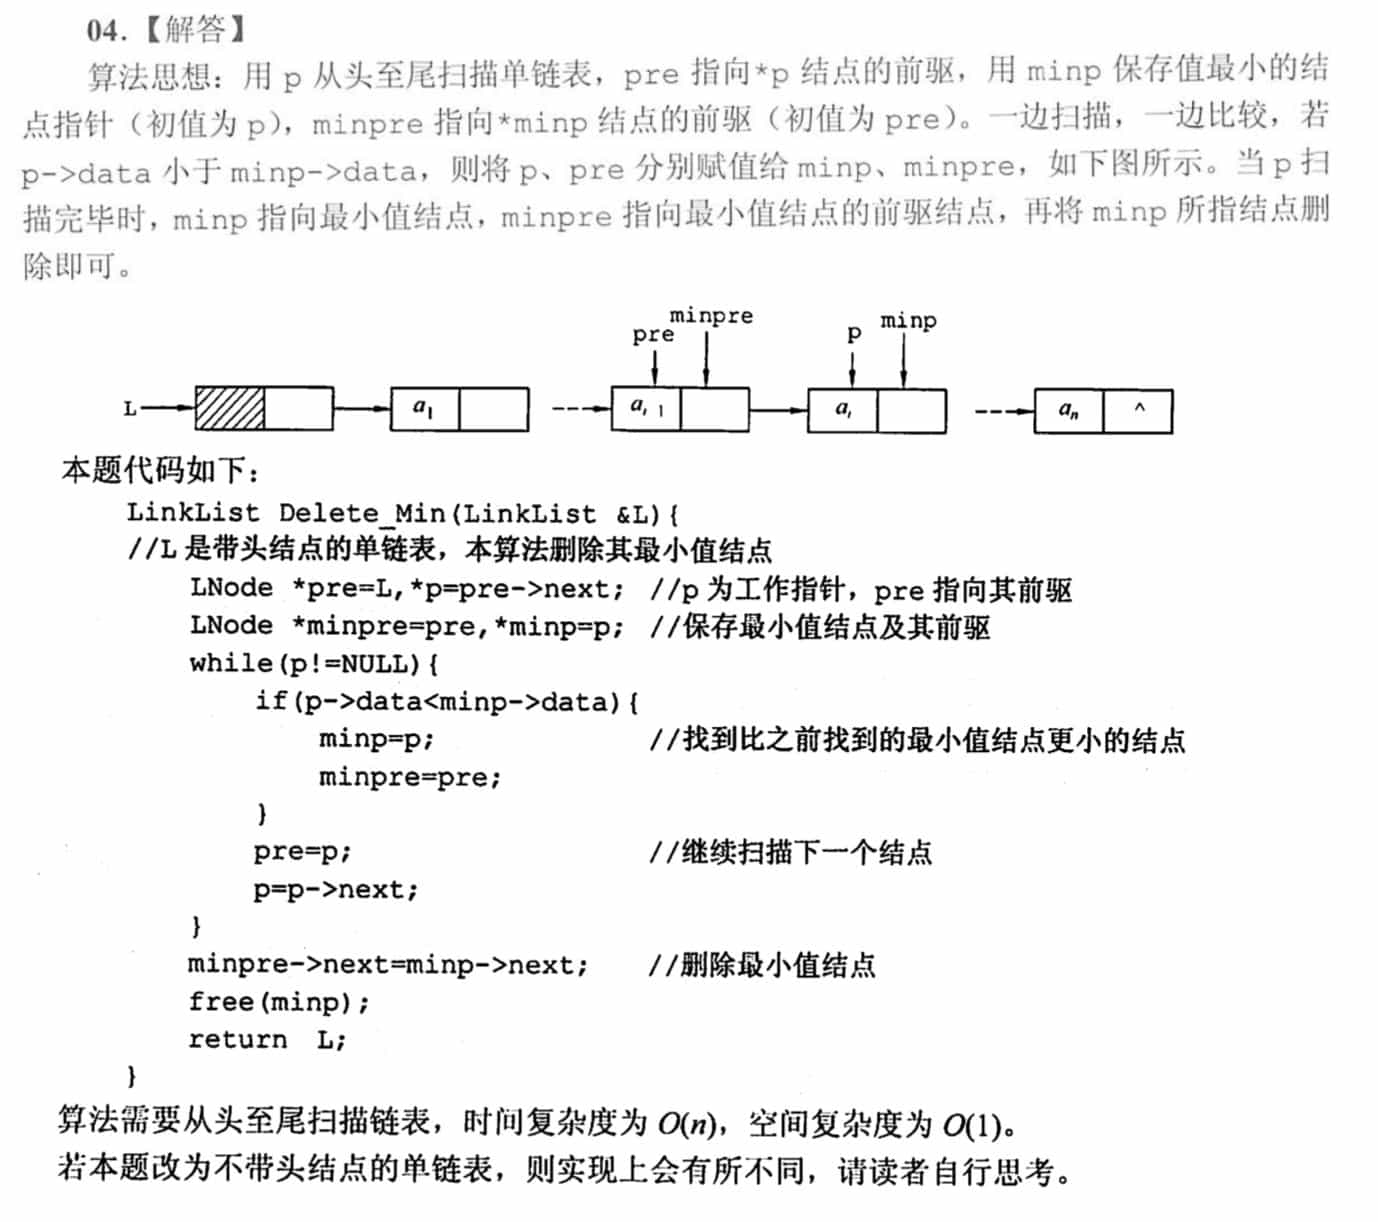 04.【解答】
算法思想：用 p 从头至尾扫描单链表，pre 指向*p 结点的前驱，用 minp 保存值最小的结
点指针（初值为 p），minpre 指向*minp 结点的前驱（初值为 pre）。一边扫描，一边比较，若
p->data 小于 minp->data，则将 p、pre 分别赋值给 minp、minpre，如下图所示。当 p 扫
描完毕时，minp 指向最小值结点，minpre 指向最小值结点的前驱结点，再将 minp 所指结点删
除即可。
minpre
pre
minp
p
L
a1
ai-1
ai
an
^
本题代码如下：
LinkList Delete_Min(LinkList &L){
//L 是带头结点的单链表，本算法删除其最小值结点
LNode *pre=L,*p=pre->next; //p 为工作指针，pre 指向其前驱
LNode *minpre=pre,*minp=p; //保存最小值结点及其前驱
while(p!=NULL){
if(p->data<minp->data){
minp=p; //找到比之前找到的最小值结点更小的结点
minpre=pre;
}
pre=p; //继续扫描下一个结点
p=p->next;
}
minpre->next=minp->next; //删除最小值结点
free(minp);
return L;
}
算法需要从头至尾扫描链表，时间复杂度为 O(n)，空间复杂度为 O(1)。
若本题改为不带头结点的单链表，则实现上会有所不同，请读者自行思考。